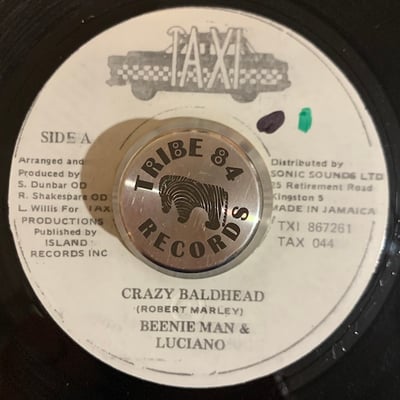 TAXI
SIDE A
Arranged and
Produced by
S. Dunbar OD
R. Shakespare OD
L. Willis For TAXI
PRODUCTIONS
Published by
ISLAND
RECORDS INC
TRIBE 84
RECORDS
Distributed by
SONIC SOUNDS LTD
25 Retirement Road
Kingston 5
MADE IN JAMAICA
TXI 867261
TAX 044
CRAZY BALDHEAD
(ROBERT MARLEY)
BEENIE MAN &
LUCIANO